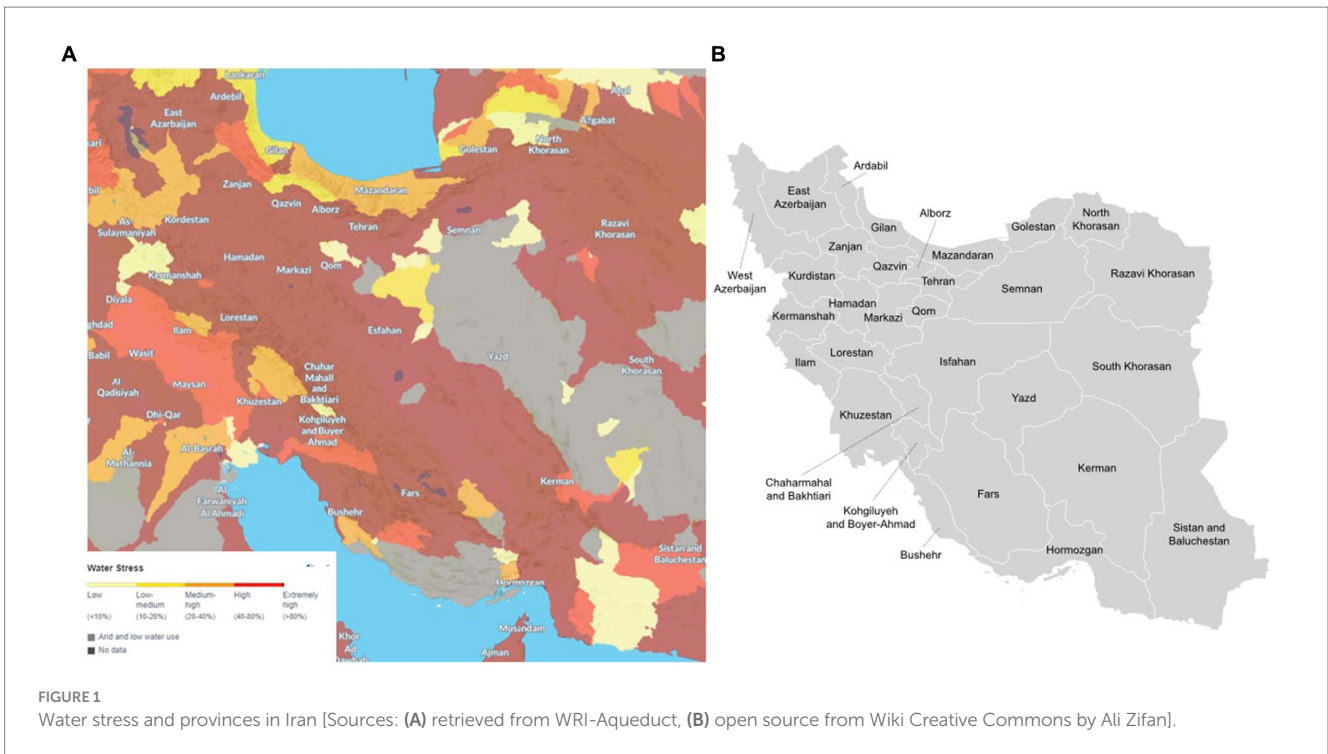 A
B
Lankaran
Ardebil
East
Azarbaijan
Gilan
Golestan
North
Khorasan
Zanjan
Mazandaran
Qazvin
Alborz
Tehran
Semnan
Razavi
Khorasan
As-
Sulaymaniyah
Kordestan
Hamadan
Markazi
Qom
Kermanshah
Diyala
Ilam
Lorestan
Esfahan
Wasit
Babil
Yazd
South
Khorasan
Al
Qadisiyah
Maysan
Chahar
Mahall
and
Bakhtiari
Khuzestan
Dhi-Qar
Kohgiluyeh
and Buyer
Ahmad
Al-Basrah
Al-
Muthannia
Al
Farwaniyah
Al Ahmadi
Kerman
Fars
Bushehr
Sistan and
Baluchestan
Hormozgan
Musandam
Khor
Ajman
Water Stress
Low
Low-
medium
Medium-
high
High
Extremely
high
(<10%)
(10-20%)
(20-40%)
(40-80%)
(>80%)
Arid and low water use
No data
Ardabil
East
Azerbaijan
Alborz
Gilan
Golestan
North
Khorasan
Zanjan
Mazandaran
West
Azerbaijan
Qazvin
Tehran
Razavi Khorasan
Kurdistan
Semnan
Hamadan
Kermanshah
Markazi
Qom
Ilam
Lorestan
Isfahan
South Khorasan
Khuzestan
Yazd
Chaharmahal
and Bakhtiari
Kerman
Fars
Kohgiluyeh
and Boyer-Ahmad
Bushehr
Hormozgan
Sistan and
Baluchestan
FIGURE 1
Water stress and provinces in Iran [Sources: (A) retrieved from WRI-Aqueduct, (B) open source from Wiki Creative Commons by Ali Zifan].